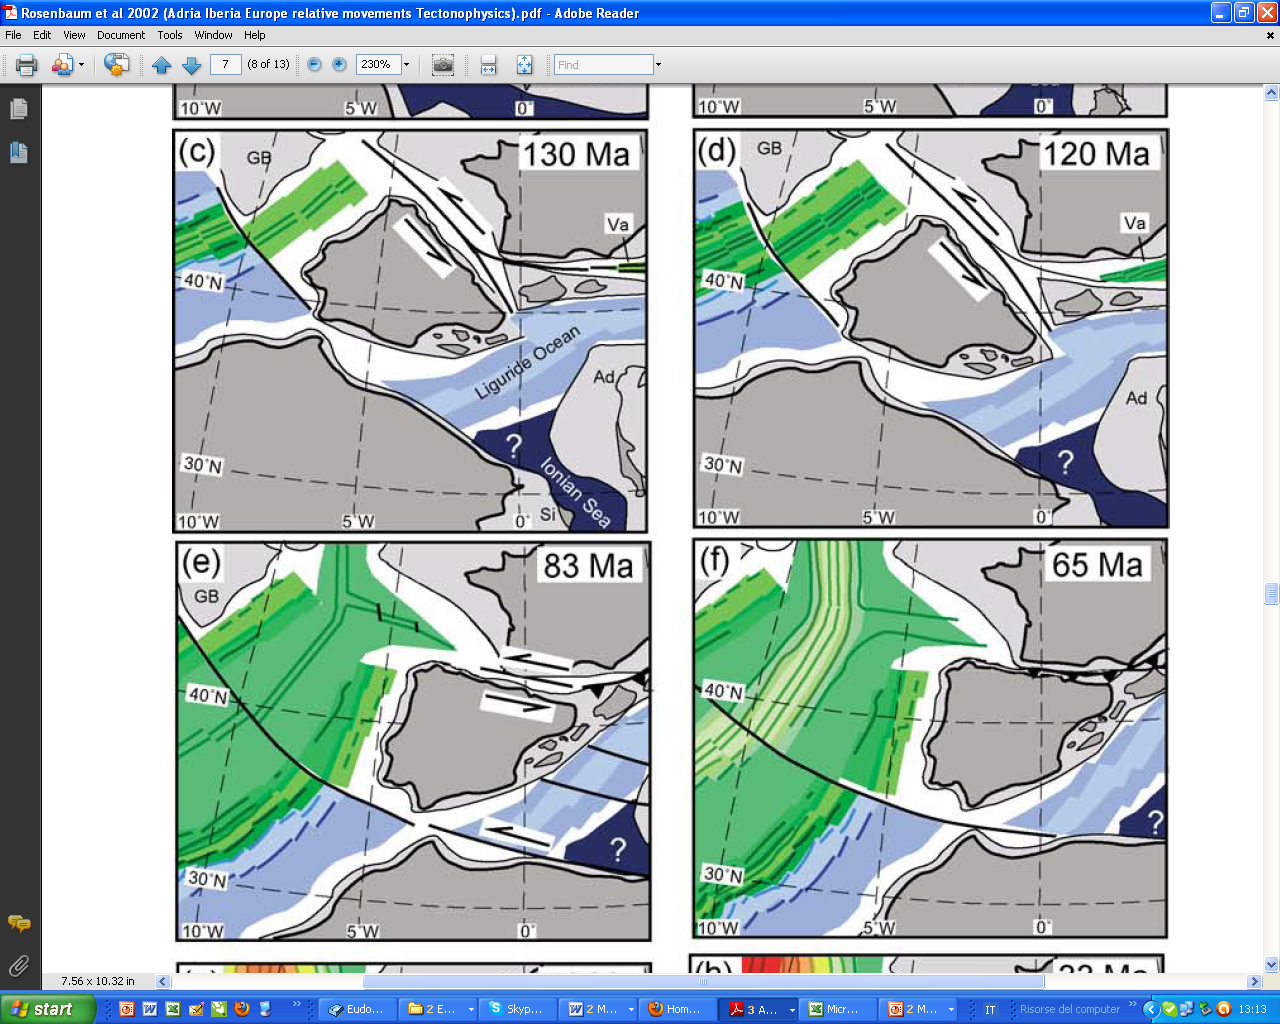 Rosenbaum et al 2002 (Adria Iberia Europe relative movements Tectonophysics).pdf - Adobe Reader
File Edit View Document Tools Window Help
7 (8 of 13) 230% Find
10°W 5°W 0°
10°W 5°W 0°
(c) GB 130 Ma
Va
40°N
Liguride Ocean
Ad
?
30°N
Ionian Sea
Si
10°W 5°W 0°
(d) GB 120 Ma
Va
40°N
Ad
?
30°N
10°W 5°W 0°
(e) 83 Ma
GB
40°N
?
30°N
10°W 5°W 0°
(f) 65 Ma
40°N
?
30°N
10°W 5°W 0°
(h)
7.56 x 10.32 in
start Eudo... 2 E... Skyp... 2 M... Hom... 3 A... Micr... 2 M... IT Risorse del computer 13:13